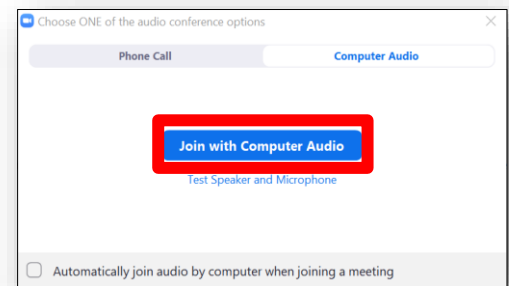 Choose ONE of the audio conference options
Phone Call
Computer Audio
Join with Computer Audio
Test Speaker and Microphone
Automatically join audio by computer when joining a meeting